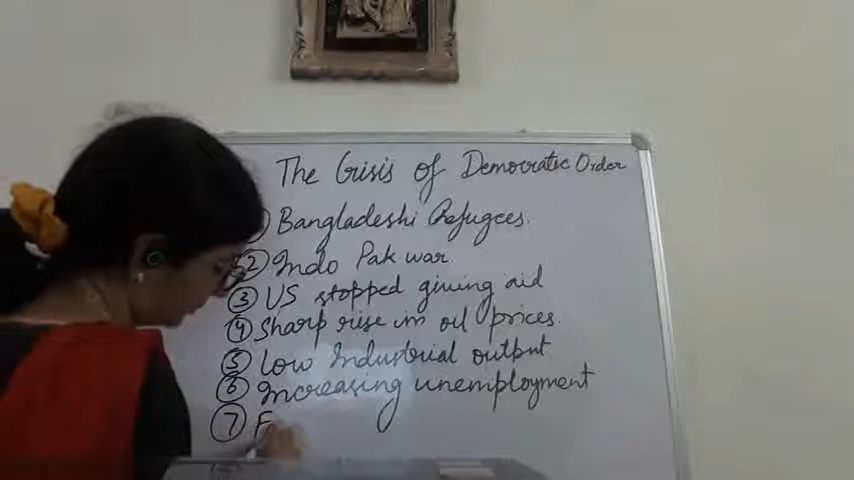 The Crisis of Democratic Order
Bangladeshi Refugees.
2 Indo Pak war
3 US stopped giving aid
4 Sharp rise in oil prices.
5 Low Industrial output
6 Increasing unemployment
7 F